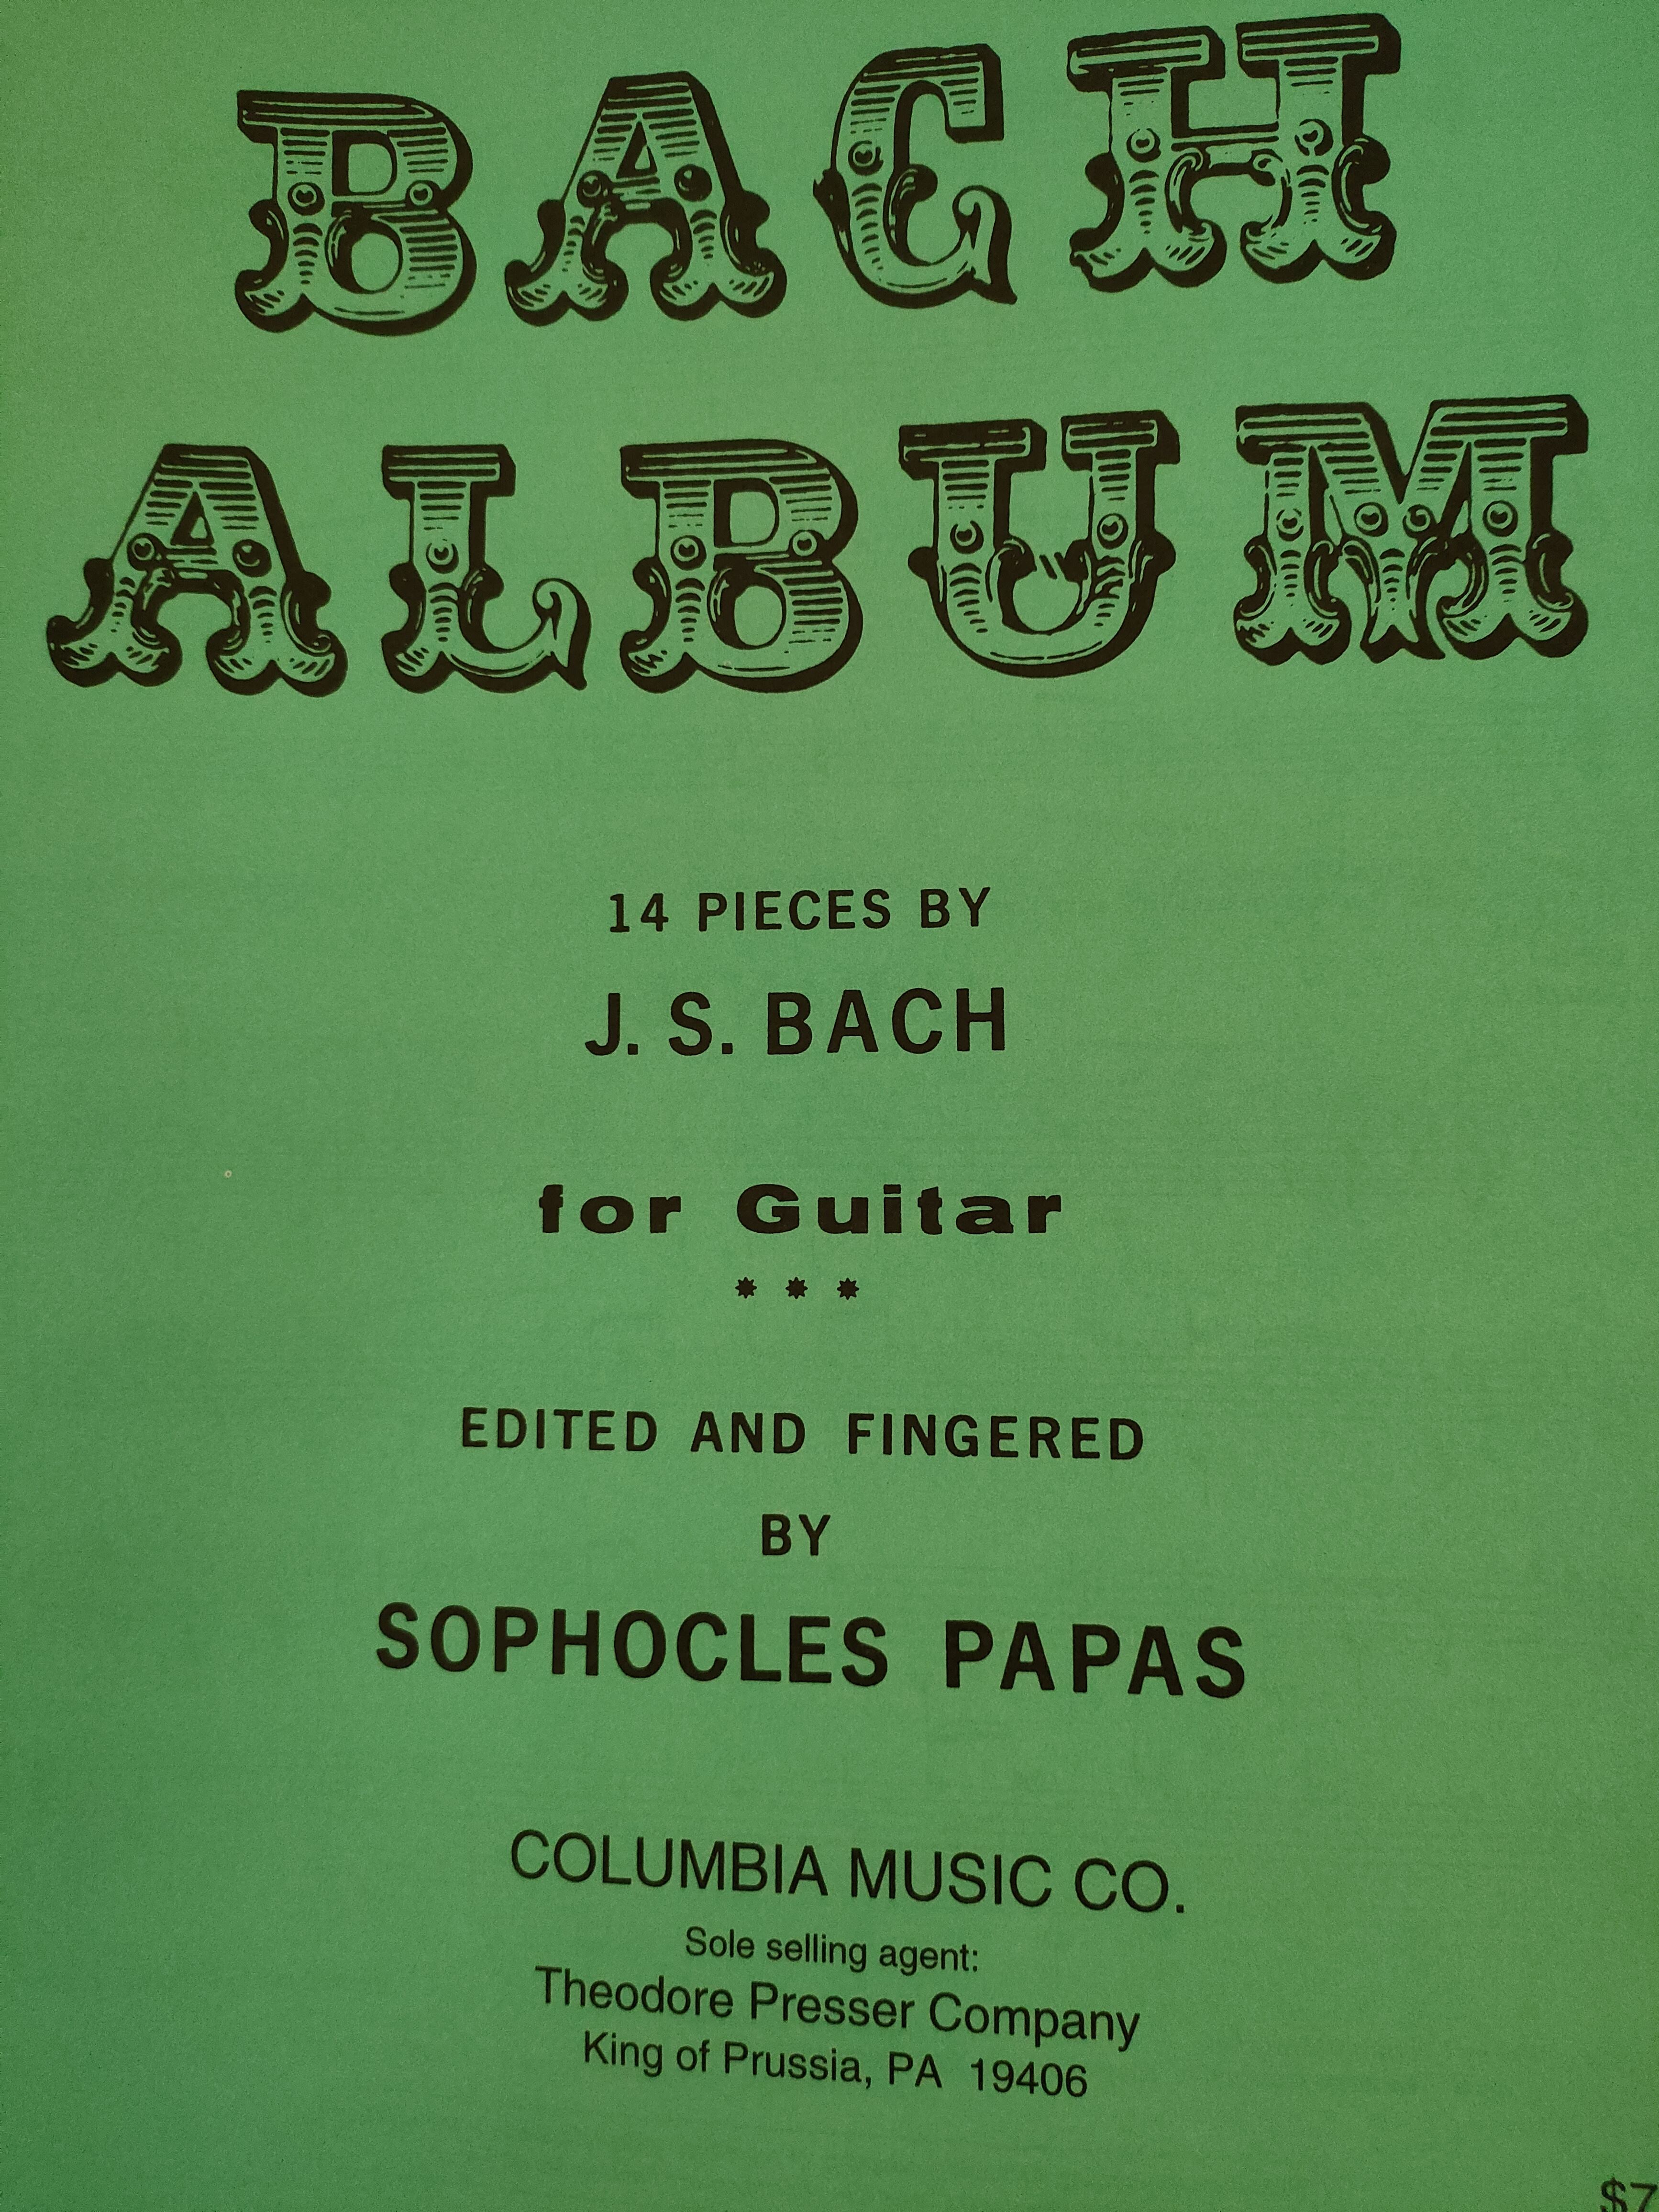 BACH
ALBUM
14 PIECES BY
J. S. BACH
for Guitar
* * *
EDITED AND FINGERED
BY
SOPHOCLES PAPAS
COLUMBIA MUSIC CO.
Sole selling agent:
Theodore Presser Company
King of Prussia, PA 19406
$7